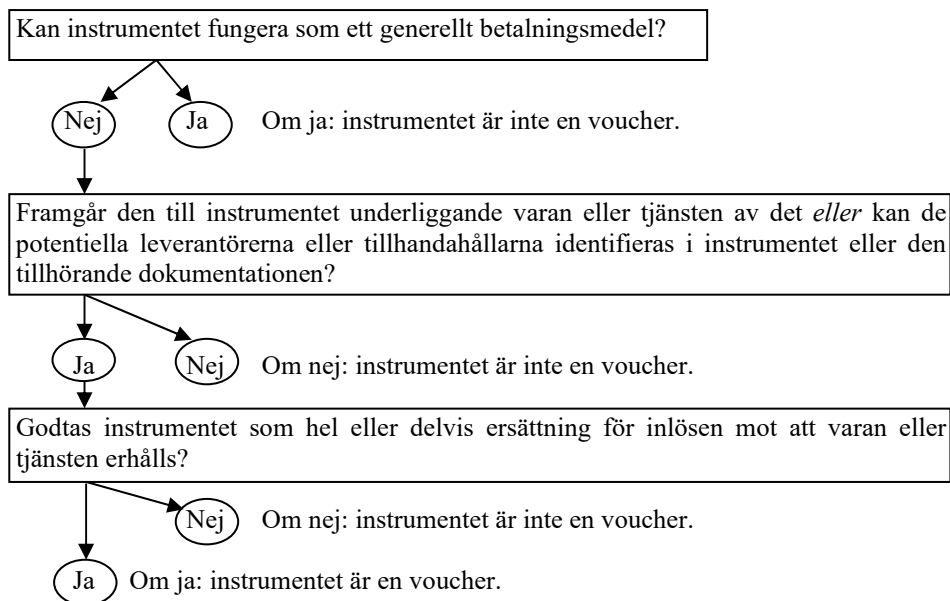 Kan instrumentet fungera som ett generellt betalningsmedel?
Nej Ja Om ja: instrumentet är inte en voucher.
Framgår den till instrumentet underliggande varan eller tjänsten av det eller kan de
potentiella leverantörerna eller tillhandahållarna identifieras i instrumentet eller den
tillhörande dokumentationen?
Ja Nej Om nej: instrumentet är inte en voucher.
Godtas instrumentet som hel eller delvis ersättning för inlösen mot att varan eller
tjänsten erhålls?
Nej Om nej: instrumentet är inte en voucher.
Ja Om ja: instrumentet är en voucher.